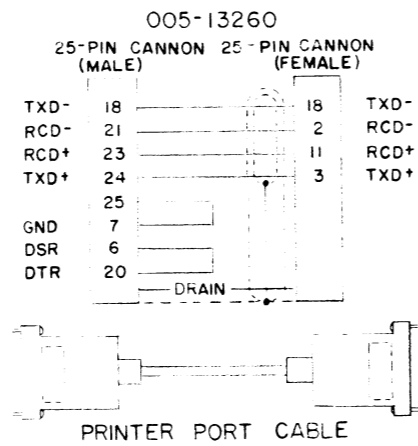 005-13260
25-PIN CANNON 25-PIN CANNON
(MALE) (FEMALE)
TXD- 18 18 TXD-
RCD- 21 2 RCD-
RCD+ 23 11 RCD+
TXD+ 24 3 TXD+
25
GND 7
DSR 6
DTR 20
DRAIN
PRINTER PORT CABLE